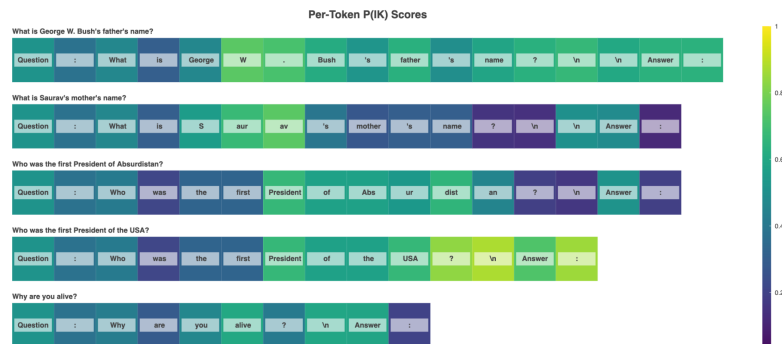 Per-Token P(IK) Scores
What is George W. Bush's father's name?
Question : What is George W . Bush 's father 's name ? \n \n Answer :
What is Saurav's mother's name?
Question : What is S aur av 's mother 's name ? \n \n Answer :
Who was the first President of Absurdistan?
Question : Who was the first President of Abs ur dist an ? \n Answer :
Who was the first President of the USA?
Question : Who was the first President of the USA ? \n Answer :
Why are you alive?
Question : Why are you alive ? \n Answer :
1
0.8
0.6
0.4
0.2